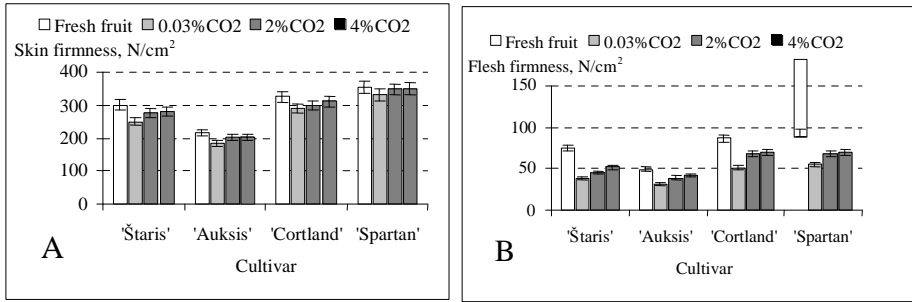 Fresh fruit 0.03%CO2 2%CO2 4%CO2
Skin firmness, N/cm²
400
300
200
100
0
'Štaris' 'Auksis' 'Cortland' 'Spartan'
A
Cultivar
Fresh fruit 0.03%CO2 2%CO2 4%CO2
Flesh firmness, N/cm²
150
100
50
0
'Štaris' 'Auksis' 'Cortland' 'Spartan'
B
Cultivar